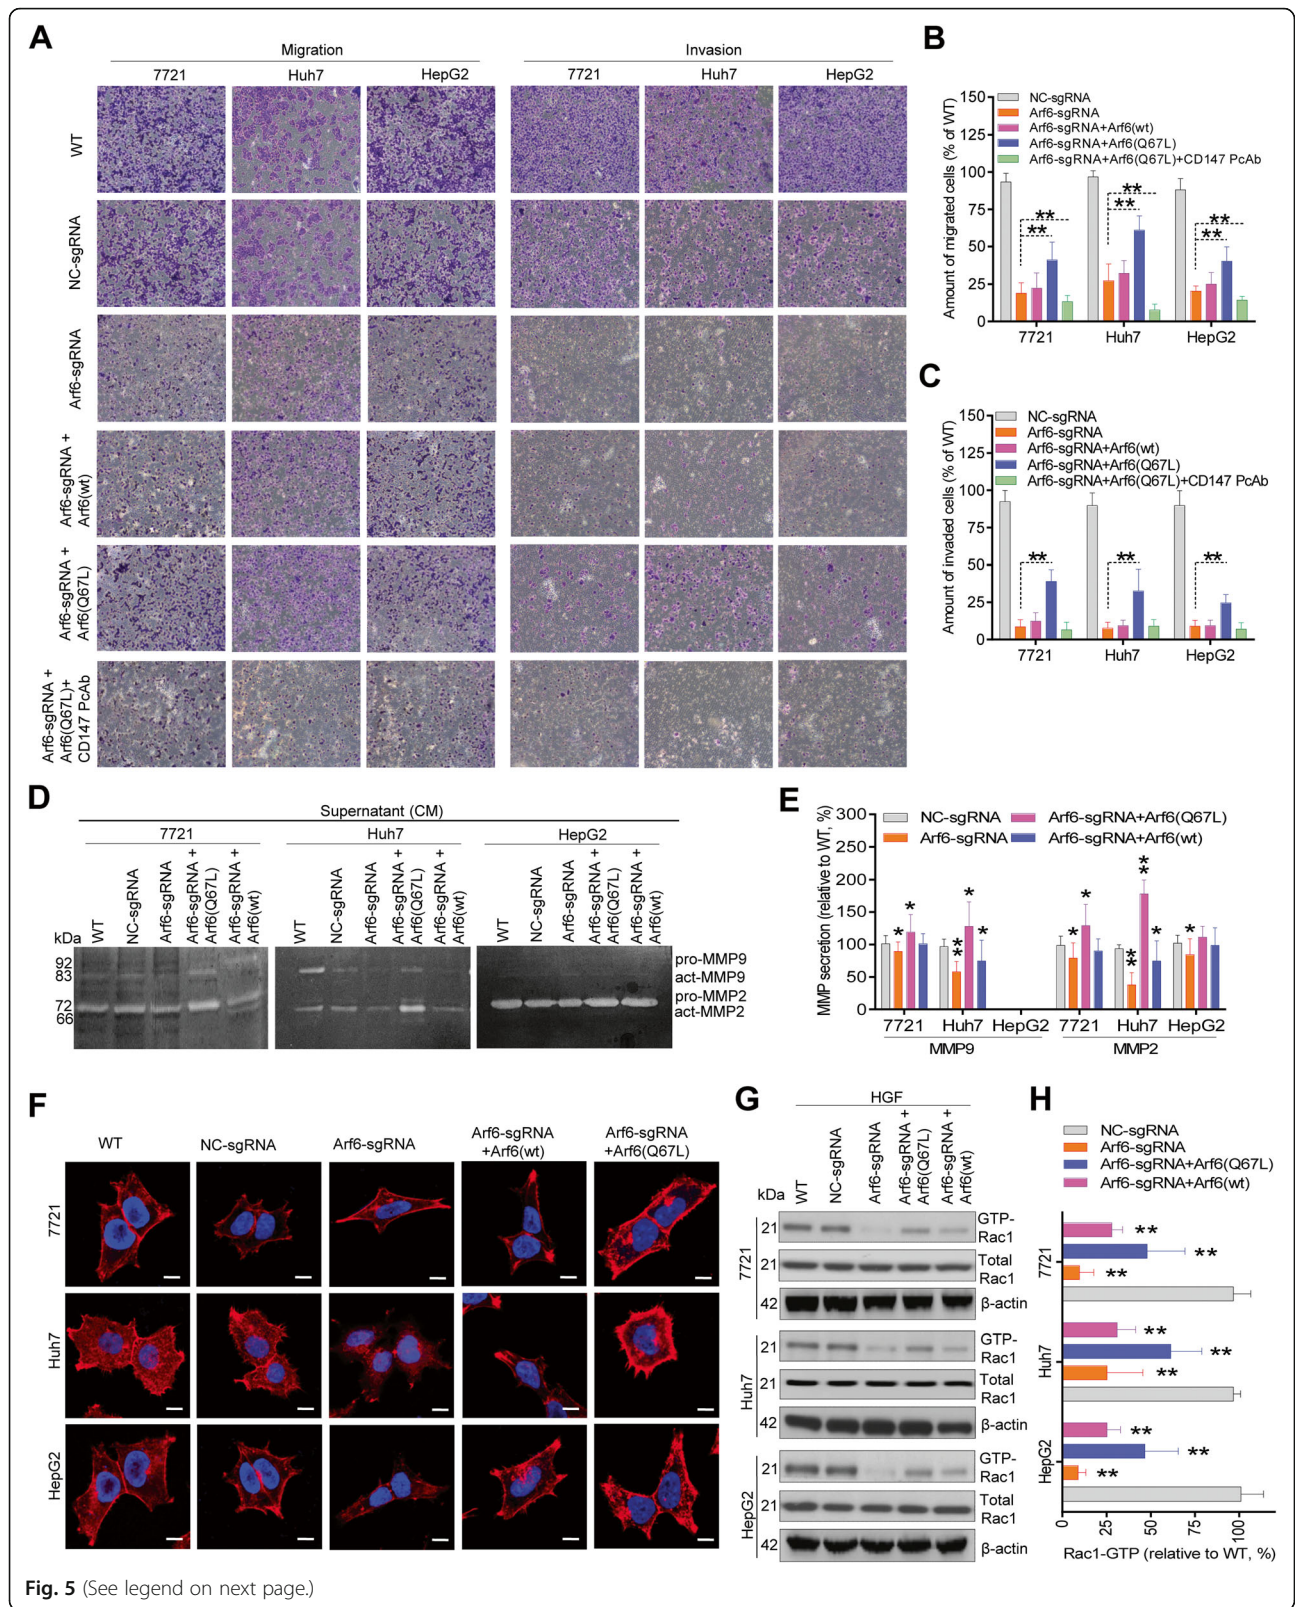 A
Migration
Invasion
7721
Huh7
HepG2
7721
Huh7
HepG2
WT
NC-sgRNA
Arf6-sgRNA
Arf6-sgRNA +
Arf6(wt)
Arf6-sgRNA +
Arf6(Q67L)
Arf6-sgRNA +
Arf6(Q67L)+
CD147 PcAb
B
Amount of migrated cells (% of WT)
150
125
100
75
50
25
0
NC-sgRNA
Arf6-sgRNA
Arf6-sgRNA+Arf6(wt)
Arf6-sgRNA+Arf6(Q67L)
Arf6-sgRNA+Arf6(Q67L)+CD147 PcAb
**
**
**
**
**
**
7721
Huh7
HepG2
C
Amount of invaded cells (% of WT)
150
125
100
75
50
25
0
NC-sgRNA
Arf6-sgRNA
Arf6-sgRNA+Arf6(wt)
Arf6-sgRNA+Arf6(Q67L)
Arf6-sgRNA+Arf6(Q67L)+CD147 PcAb
**
**
**
7721
Huh7
HepG2
D
Supernatant (CM)
7721
Huh7
HepG2
WT
NC-sgRNA
Arf6-sgRNA
Arf6-sgRNA +
Arf6(Q67L)
Arf6-sgRNA +
Arf6(wt)
WT
NC-sgRNA
Arf6-sgRNA
Arf6-sgRNA +
Arf6(Q67L)
Arf6-sgRNA +
Arf6(wt)
WT
NC-sgRNA
Arf6-sgRNA
Arf6-sgRNA +
Arf6(Q67L)
Arf6-sgRNA +
Arf6(wt)
kDa
92
83
72
66
pro-MMP9
act-MMP9
pro-MMP2
act-MMP2
E
MMP secretion (relative to WT, %)
300
250
200
150
100
50
0
NC-sgRNA
Arf6-sgRNA
Arf6-sgRNA+Arf6(Q67L)
Arf6-sgRNA+Arf6(wt)
*
*
**
*
*
*
*
**
**
*
*
7721
Huh7
HepG2
7721
Huh7
HepG2
MMP9
MMP2
F
WT
NC-sgRNA
Arf6-sgRNA
Arf6-sgRNA
+Arf6(wt)
Arf6-sgRNA
+Arf6(Q67L)
7721
Huh7
HepG2
G
HGF
kDa
WT
NC-sgRNA
Arf6-sgRNA
Arf6-sgRNA +
Arf6(Q67L)
Arf6-sgRNA +
Arf6(wt)
7721
21
GTP-
Rac1
21
Total
Rac1
42
β-actin
Huh7
21
GTP-
Rac1
21
Total
Rac1
42
β-actin
HepG2
21
GTP-
Rac1
21
Total
Rac1
42
β-actin
H
NC-sgRNA
Arf6-sgRNA
Arf6-sgRNA+Arf6(Q67L)
Arf6-sgRNA+Arf6(wt)
7721
**
**
**
Huh7
**
**
**
HepG2
**
**
**
0
25
50
75
100
Rac1-GTP (relative to WT, %)
Fig. 5 (See legend on next page.)